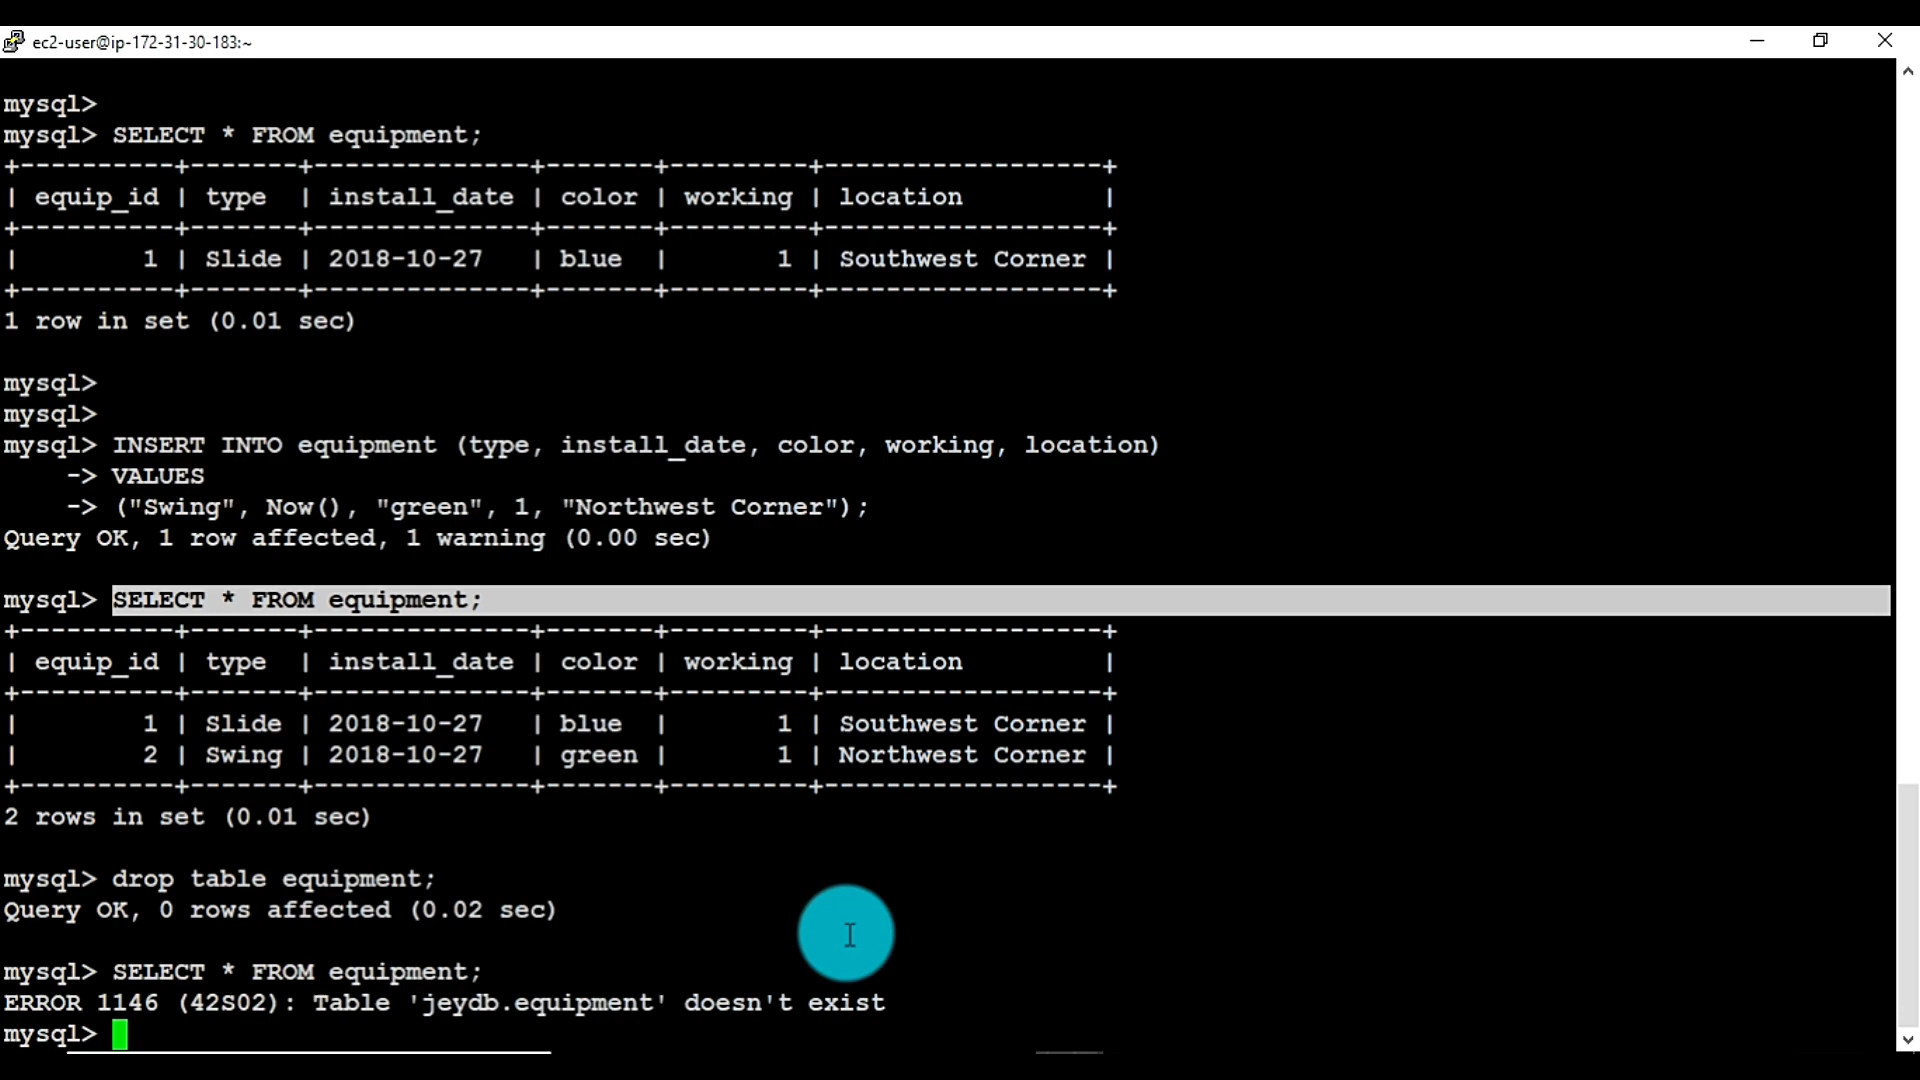 ec2-user@ip-172-31-30-183:~
mysql>
mysql> SELECT * FROM equipment;
+----------+-------+--------------+-------+---------+------------------+
| equip_id | type  | install_date | color | working | location         |
+----------+-------+--------------+-------+---------+------------------+
|        1 | Slide | 2018-10-27   | blue  |       1 | Southwest Corner |
+----------+-------+--------------+-------+---------+------------------+
1 row in set (0.01 sec)
mysql>
mysql>
mysql> INSERT INTO equipment (type, install_date, color, working, location)
    -> VALUES
    -> ("Swing", Now(), "green", 1, "Northwest Corner");
Query OK, 1 row affected, 1 warning (0.00 sec)
mysql> SELECT * FROM equipment;
+----------+-------+--------------+-------+---------+------------------+
| equip_id | type  | install_date | color | working | location         |
+----------+-------+--------------+-------+---------+------------------+
|        1 | Slide | 2018-10-27   | blue  |       1 | Southwest Corner |
|        2 | Swing | 2018-10-27   | green |       1 | Northwest Corner |
+----------+-------+--------------+-------+---------+------------------+
2 rows in set (0.01 sec)
mysql> drop table equipment;
Query OK, 0 rows affected (0.02 sec)
mysql> SELECT * FROM equipment;
ERROR 1146 (42S02): Table 'jeydb.equipment' doesn't exist
mysql>